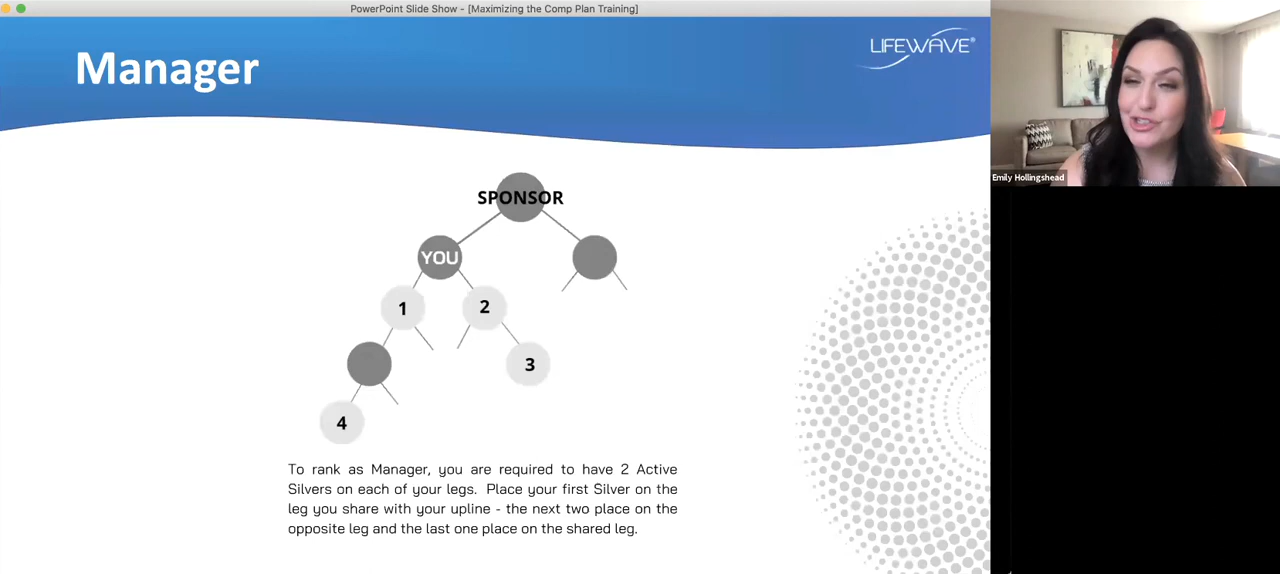 PowerPoint Slide Show - [Maximizing the Comp Plan Training]
Manager
LIFEWAVE®
Emily Hollingshead
SPONSOR
YOU
1
2
3
4
To rank as Manager, you are required to have 2 Active
Silvers on each of your legs. Place your first Silver on the
leg you share with your upline - the next two place on the
opposite leg and the last one place on the shared leg.